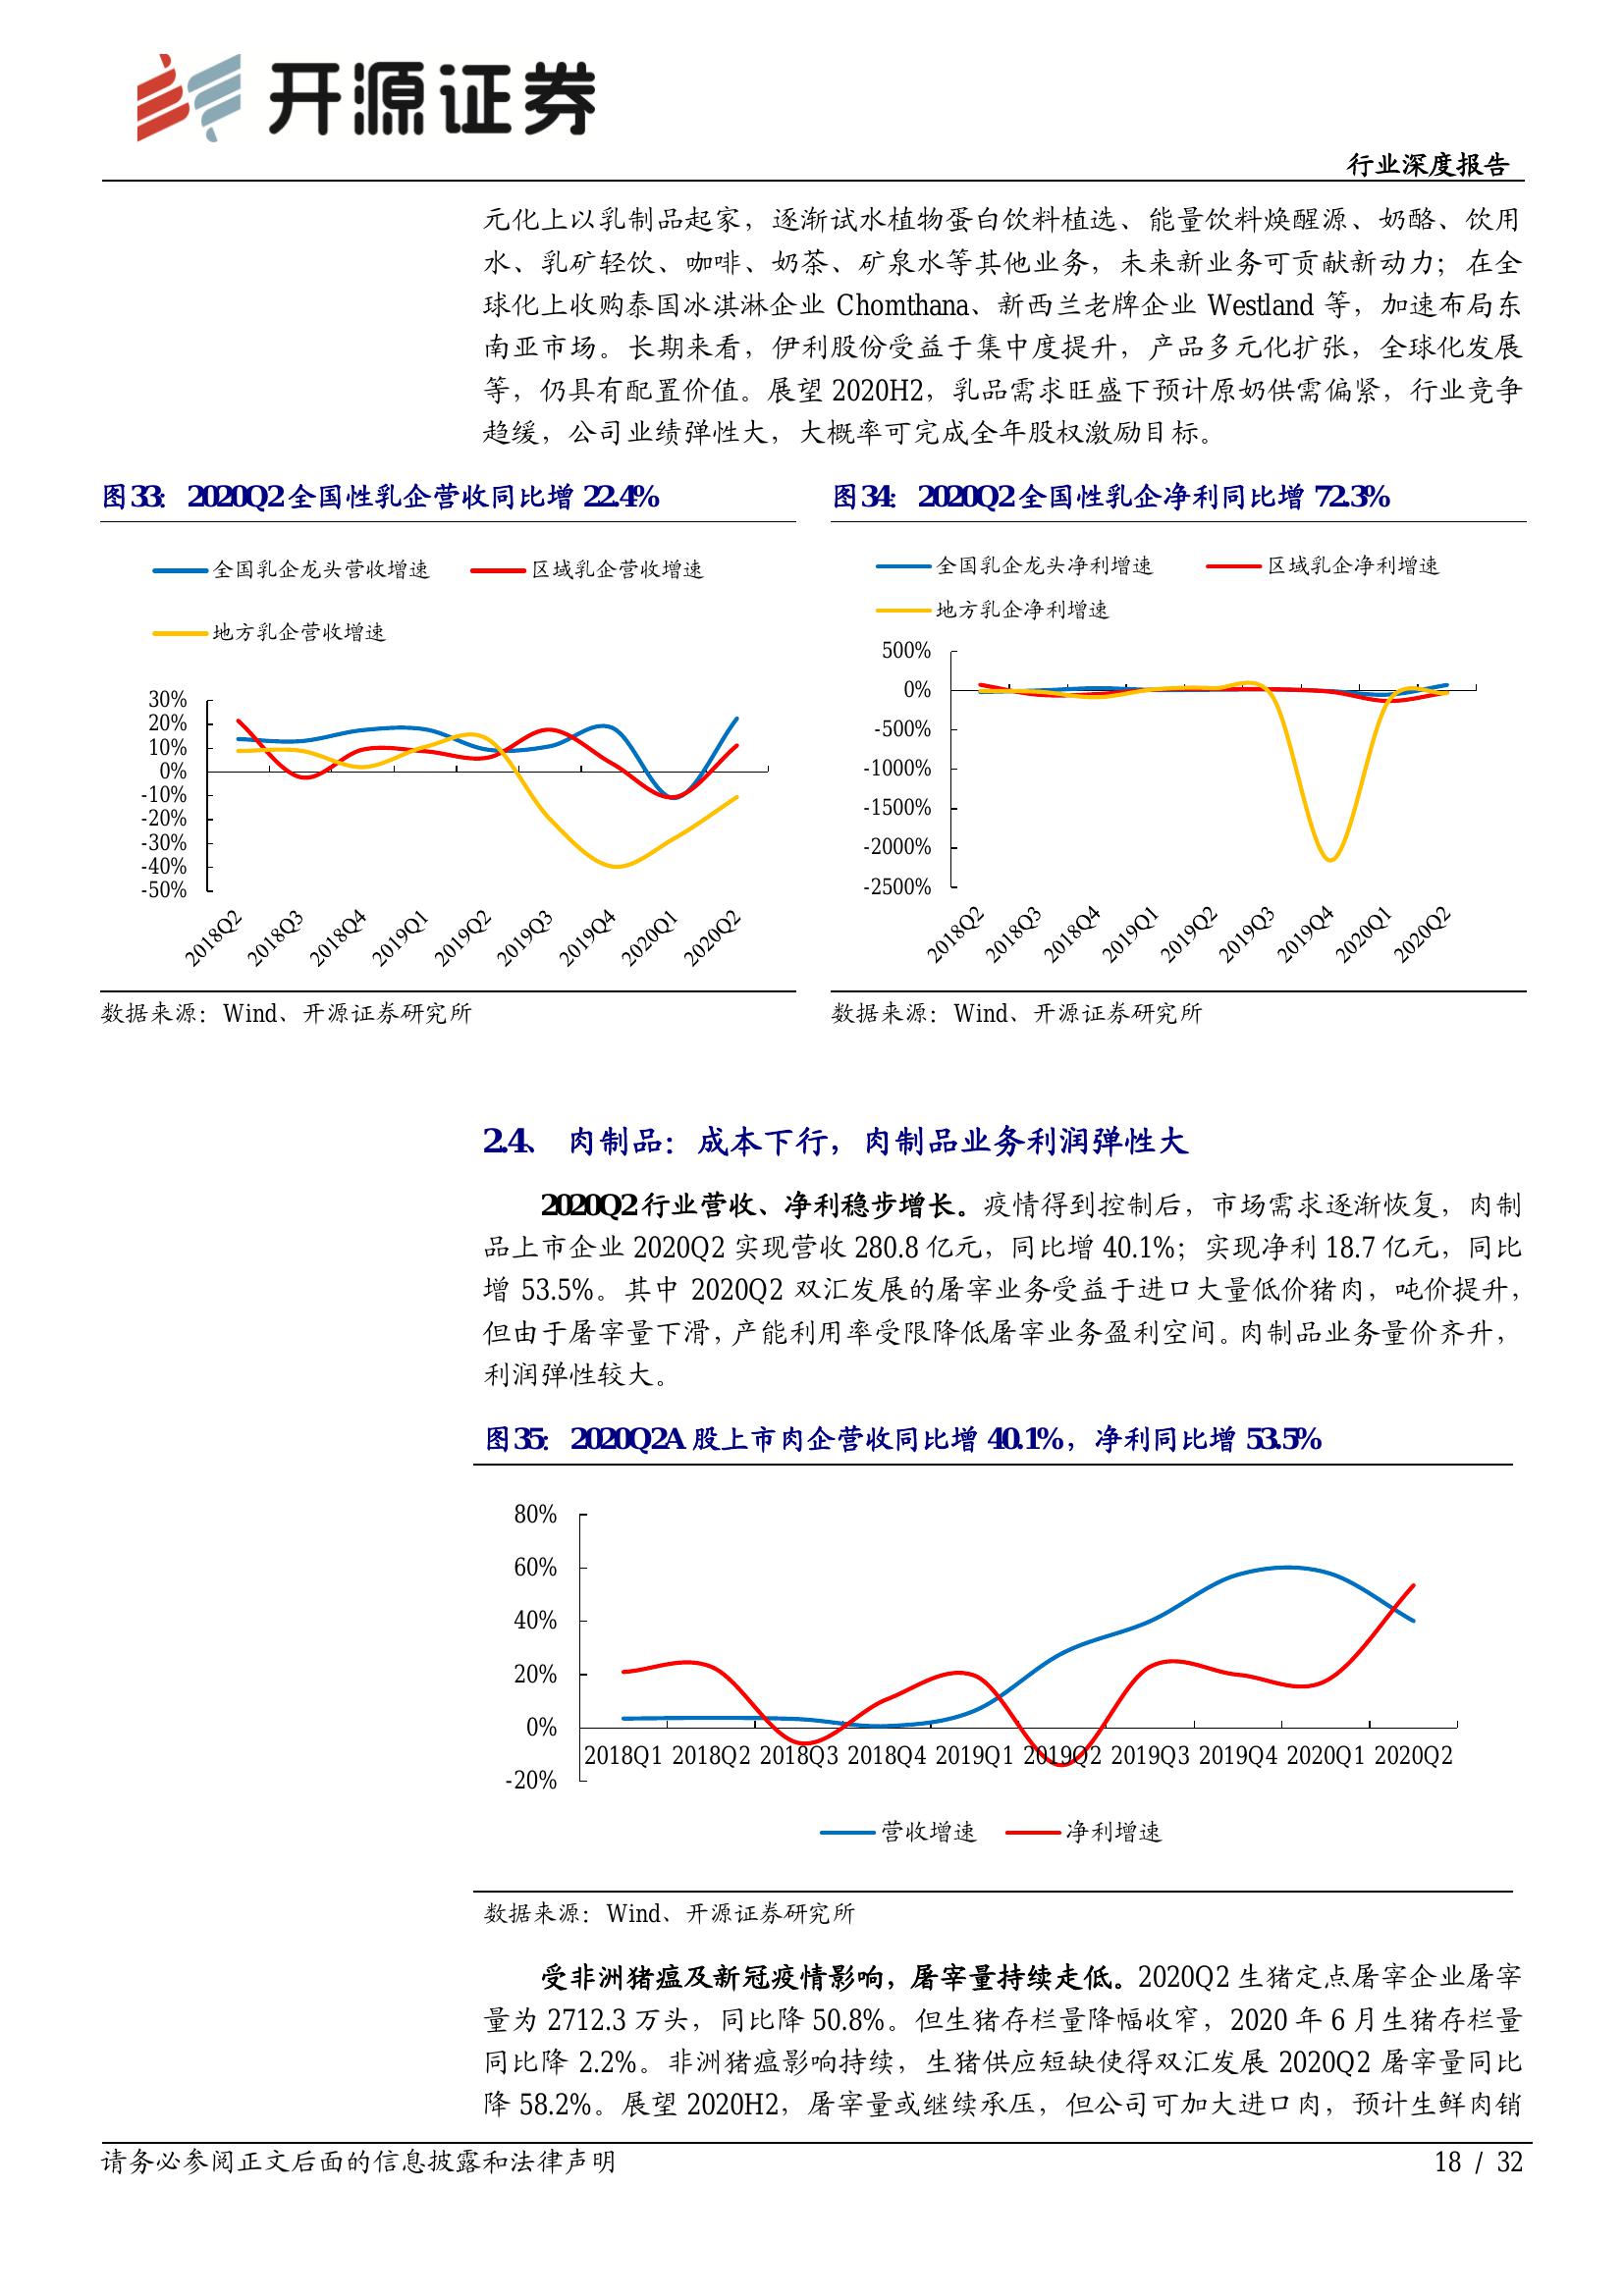 开源证券
行业深度报告
元化上以乳制品起家，逐渐试水植物蛋白饮料植选、能量饮料焕醒源、奶酪、饮用
水、乳矿轻饮、咖啡、奶茶、矿泉水等其他业务，未来新业务可贡献新动力；在全
球化上收购泰国冰淇淋企业 Chomthana、新西兰老牌企业 Westland 等，加速布局东
南亚市场。长期来看，伊利股份受益于集中度提升，产品多元化扩张，全球化发展
等，仍具有配置价值。展望 2020H2，乳品需求旺盛下预计原奶供需偏紧，行业竞争
趋缓，公司业绩弹性大，大概率可完成全年股权激励目标。
图33：2020Q2全国性乳企营收同比增 22.4%
全国乳企龙头营收增速 区域乳企营收增速
地方乳企营收增速
30%
20%
10%
0%
-10%
-20%
-30%
-40%
-50%
2018Q2 2018Q3 2018Q4 2019Q1 2019Q2 2019Q3 2019Q4 2020Q1 2020Q2
数据来源：Wind、开源证券研究所
图34：2020Q2全国性乳企净利同比增 72.3%
全国乳企龙头净利增速 区域乳企净利增速
地方乳企净利增速
500%
0%
-500%
-1000%
-1500%
-2000%
-2500%
2018Q2 2018Q3 2018Q4 2019Q1 2019Q2 2019Q3 2019Q4 2020Q1 2020Q2
数据来源：Wind、开源证券研究所
2.4、 肉制品：成本下行，肉制品业务利润弹性大
2020Q2行业营收、净利稳步增长。疫情得到控制后，市场需求逐渐恢复，肉制
品上市企业 2020Q2 实现营收 280.8 亿元，同比增 40.1%；实现净利 18.7 亿元，同比
增 53.5%。其中 2020Q2 双汇发展的屠宰业务受益于进口大量低价猪肉，吨价提升，
但由于屠宰量下滑，产能利用率受限降低屠宰业务盈利空间。肉制品业务量价齐升，
利润弹性较大。
图35：2020Q2A 股上市肉企营收同比增 40.1%，净利同比增 53.5%
80%
60%
40%
20%
0%
-20%
2018Q1 2018Q2 2018Q3 2018Q4 2019Q1 2019Q2 2019Q3 2019Q4 2020Q1 2020Q2
营收增速 净利增速
数据来源：Wind、开源证券研究所
受非洲猪瘟及新冠疫情影响，屠宰量持续走低。2020Q2 生猪定点屠宰企业屠宰
量为 2712.3 万头，同比降 50.8%。但生猪存栏量降幅收窄，2020 年 6 月生猪存栏量
同比降 2.2%。非洲猪瘟影响持续，生猪供应短缺使得双汇发展 2020Q2 屠宰量同比
降 58.2%。展望 2020H2，屠宰量或继续承压，但公司可加大进口肉，预计生鲜肉销
请务必参阅正文后面的信息披露和法律声明
18 / 32